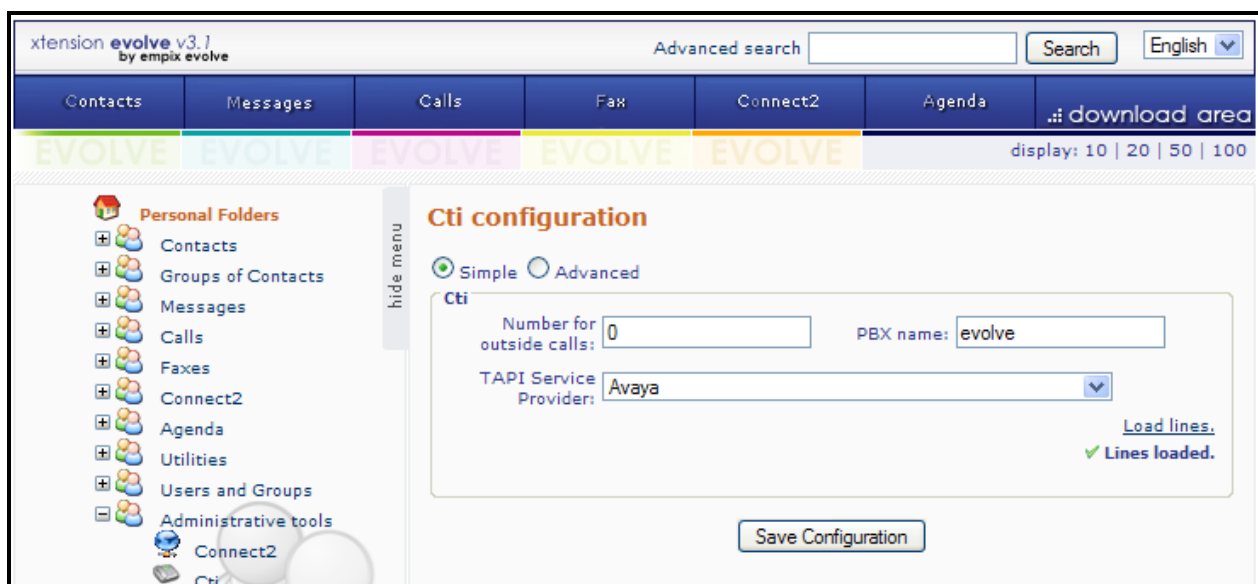 xtension evolve v3.1
by empix evolve
Advanced search
Search
English
Contacts
Messages
Calls
Fax
Connect2
Agenda
.:i download area
EVOLVE EVOLVE EVOLVE EVOLVE EVOLVE
display: 10 | 20 | 50 | 100
Personal Folders
Contacts
Groups of Contacts
Messages
Calls
Faxes
Connect2
Agenda
Utilities
Users and Groups
Administrative tools
Connect2
Cti
hide menu
Cti configuration
Simple
Advanced
Cti
Number for
outside calls:
0
PBX name:
evolve
TAPI Service
Provider:
Avaya
Load lines.
Lines loaded.
Save Configuration